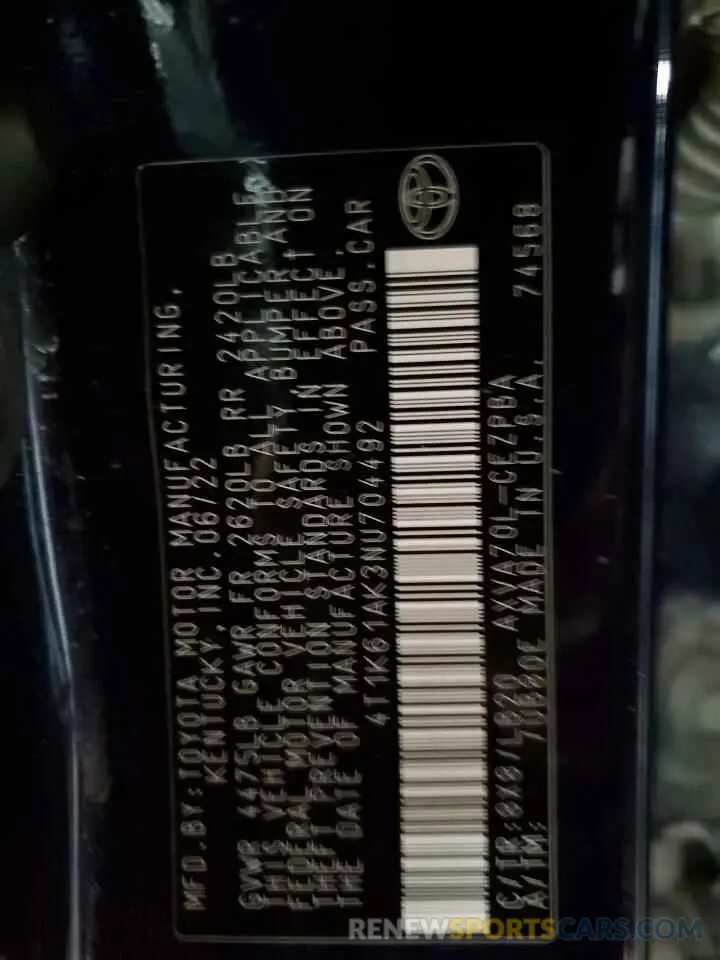 MFD.BY:TOYOTA MOTOR MANUFACTURING,
KENTUCKY, INC.06/22
GVWR 4475LB GAWR FR 2620LB RR 2420LB
THIS VEHICLE CONFORMS TO ALL APPLICABLE
FEDERAL MOTOR VEHICLE SAFETY BUMPER, AND
THEFT PREVENTION STANDARDS IN EFFECT ON
THE DATE OF MANUFACTURE SHOWN ABOVE.
4T1K61AK3NU704492 PASS.CAR
C/TR:8X8/LB20 AXVA70L-CEZPBA
A/TM: MADE IN U.S.A. 74568
RENEWSPORTSCARS.COM